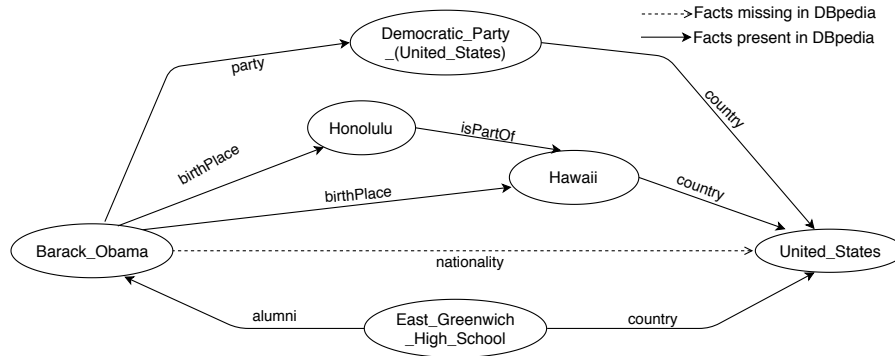 Facts missing in DBpedia
Facts present in DBpedia
Democratic_Party
_(United_States)
party
country
Honolulu
isPartOf
birthPlace
Hawaii
birthPlace
country
Barack_Obama
United_States
nationality
alumni
East_Greenwich
_High_School
country